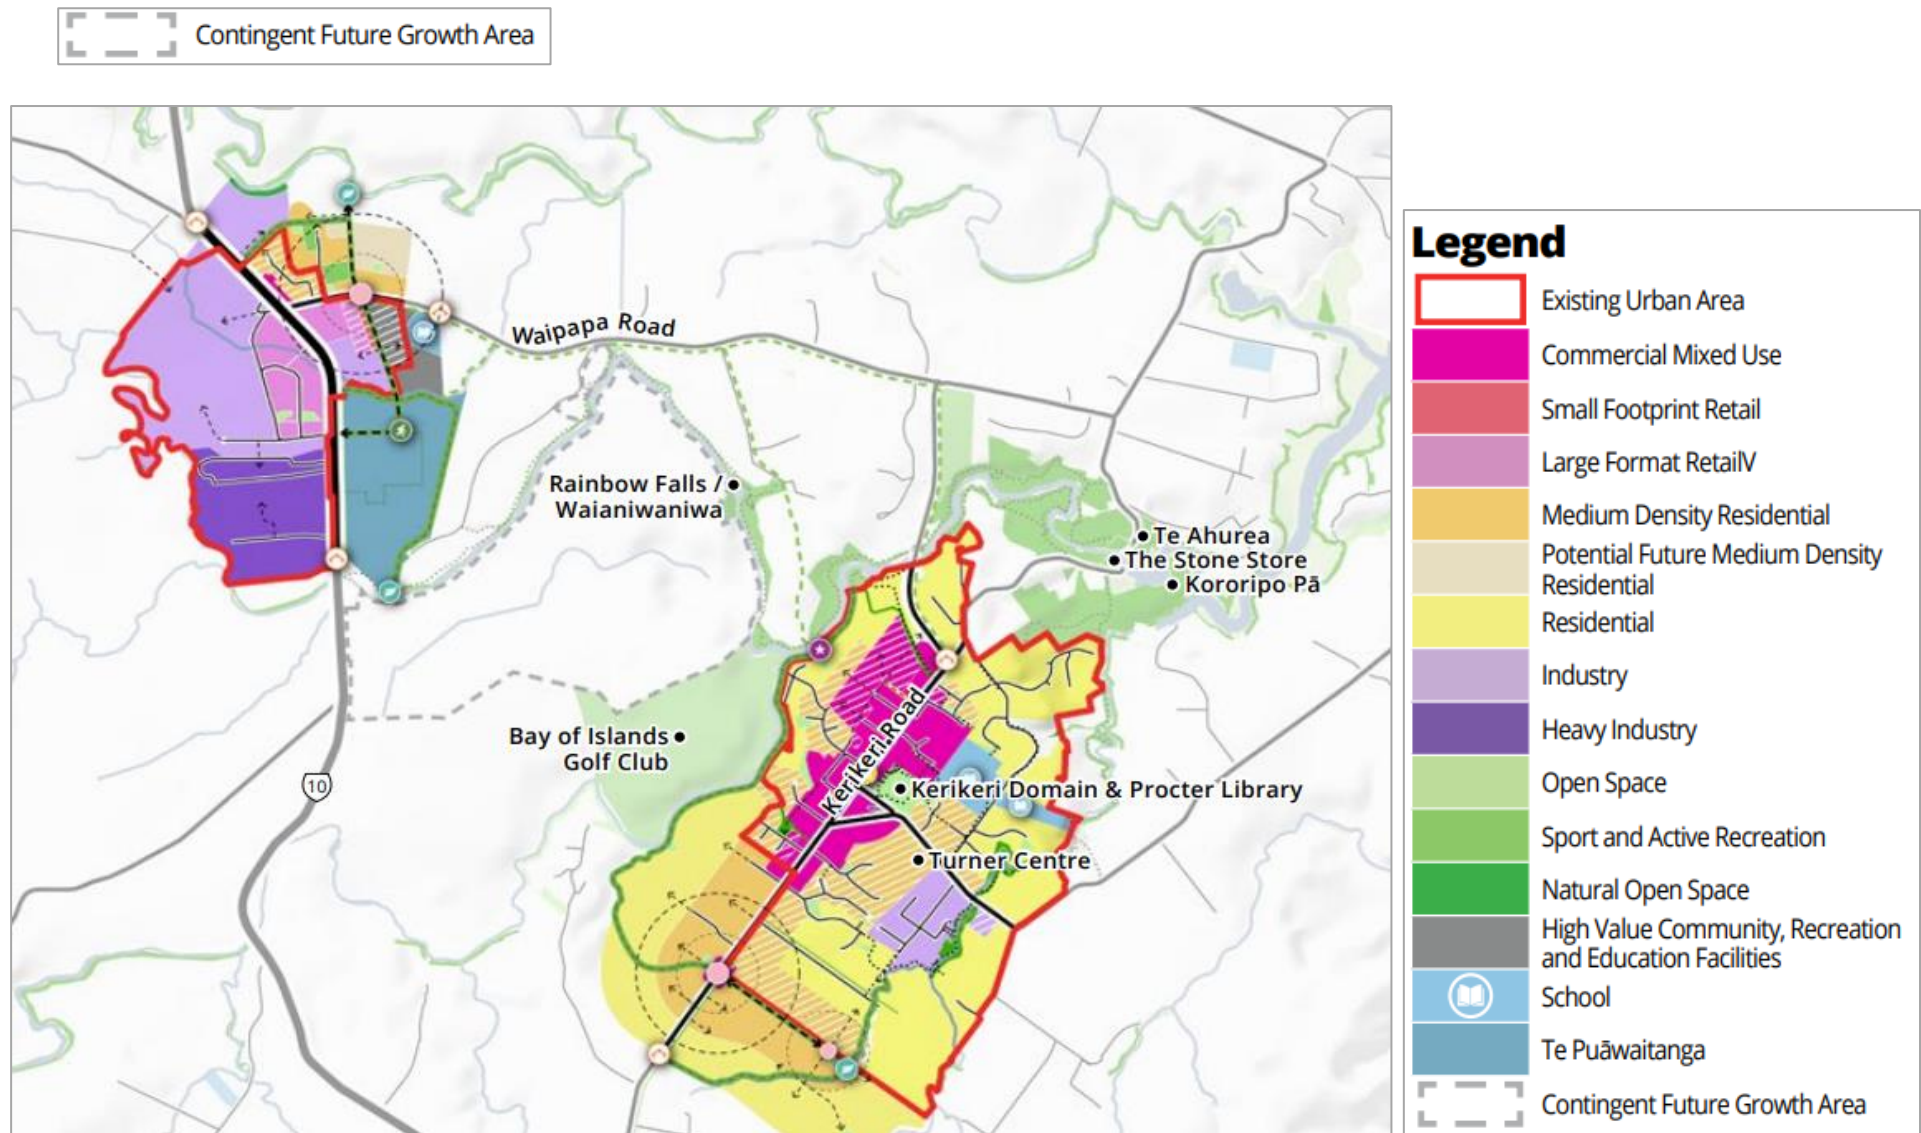 Contingent Future Growth Area
Waipapa Road
Rainbow Falls /
Waianiwaniwa
Te Ahurea
The Stone Store
Kororipo Pā
Bay of Islands
Golf Club
10
Kerikeri Road
Kerikeri Domain & Procter Library
Turner Centre
Legend
Existing Urban Area
Commercial Mixed Use
Small Footprint Retail
Large Format RetailV
Medium Density Residential
Potential Future Medium Density
Residential
Residential
Industry
Heavy Industry
Open Space
Sport and Active Recreation
Natural Open Space
High Value Community, Recreation
and Education Facilities
School
Te Puāwaitanga
Contingent Future Growth Area